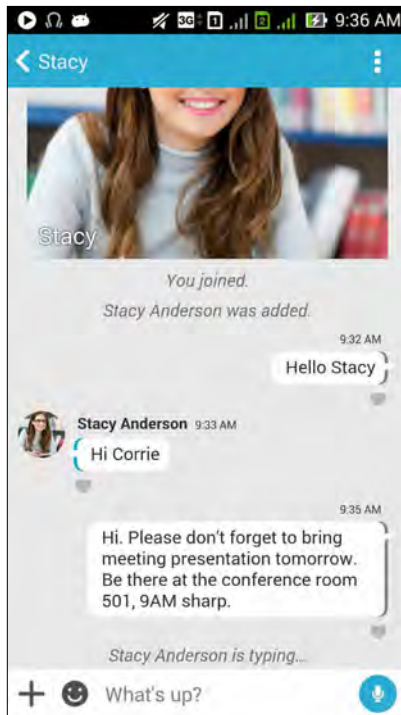 3G 1 2 9:36 AM
Stacy
Stacy
You joined.
Stacy Anderson was added.
9:32 AM
Hello Stacy
Stacy Anderson 9:33 AM
Hi Corrie
9:35 AM
Hi. Please don't forget to bring
meeting presentation tomorrow.
Be there at the conference room
501, 9AM sharp.
Stacy Anderson is typing...
What's up?